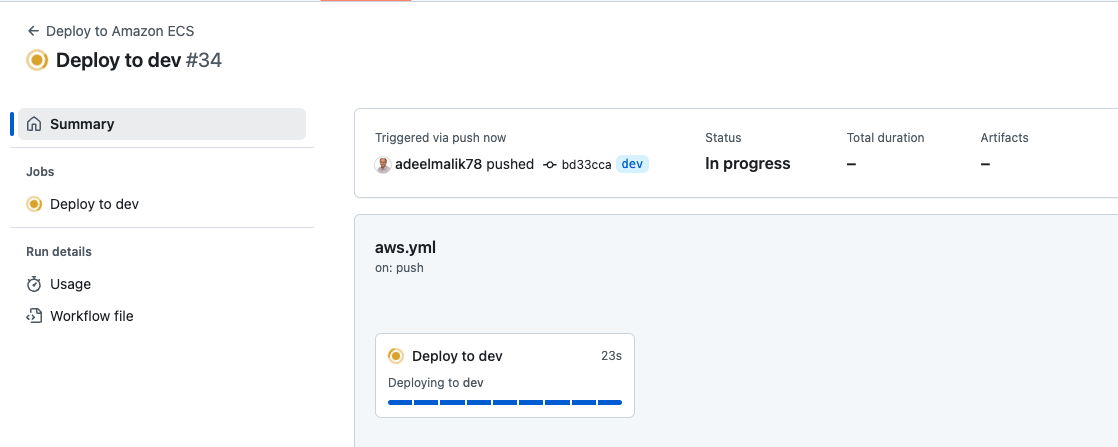 ← Deploy to Amazon ECS
Deploy to dev #34
Summary
Jobs
Deploy to dev
Run details
Usage
Workflow file
Triggered via push now
adeelmalik78 pushed bd33cca dev
Status
In progress
Total duration
–
Artifacts
–
aws.yml
on: push
Deploy to dev 23s
Deploying to dev